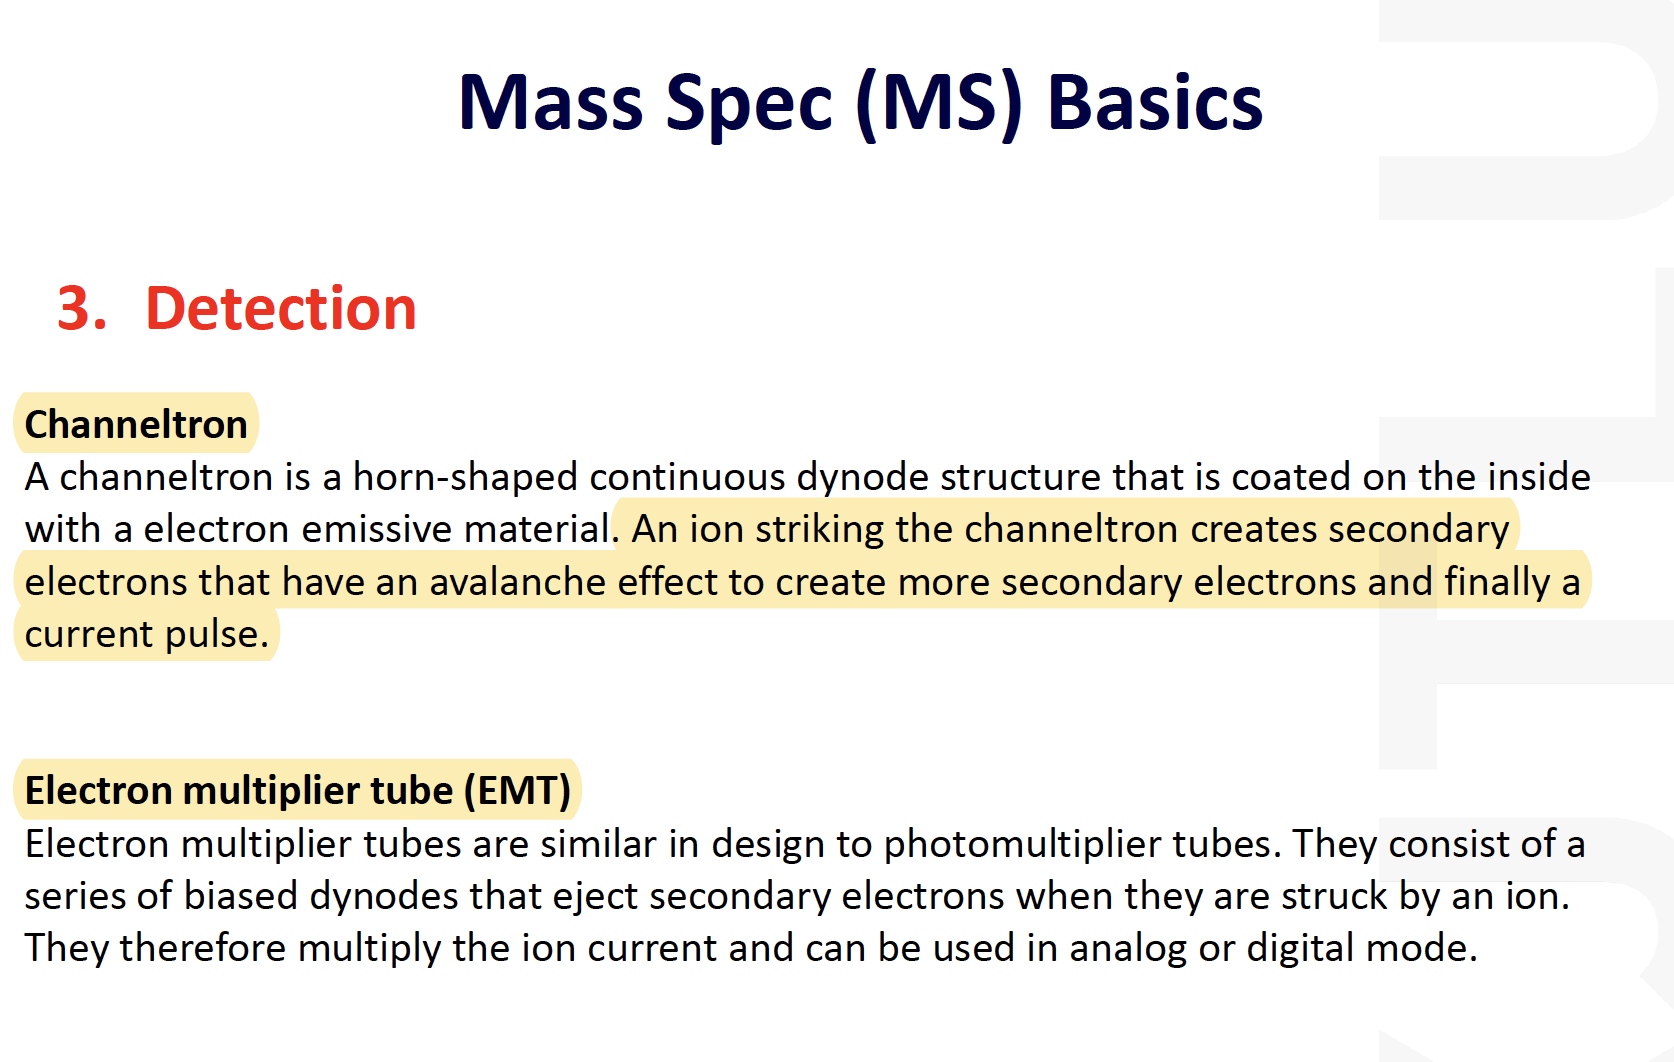 Mass Spec (MS) Basics
3. Detection
Channeltron
A channeltron is a horn-shaped continuous dynode structure that is coated on the inside
with a electron emissive material. An ion striking the channeltron creates secondary
electrons that have an avalanche effect to create more secondary electrons and finally a
current pulse.
Electron multiplier tube (EMT)
Electron multiplier tubes are similar in design to photomultiplier tubes. They consist of a
series of biased dynodes that eject secondary electrons when they are struck by an ion.
They therefore multiply the ion current and can be used in analog or digital mode.